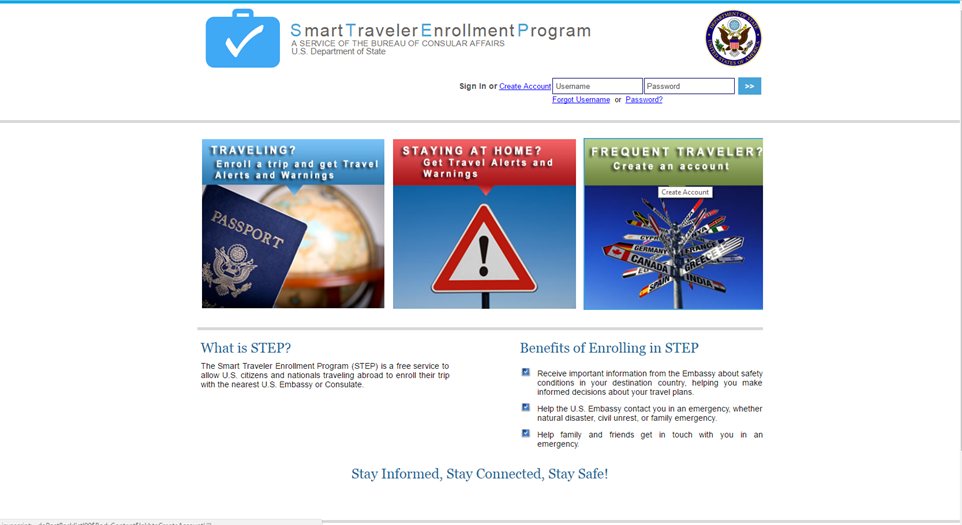 Smart Traveler Enrollment Program
A SERVICE OF THE BUREAU OF CONSULAR AFFAIRS
U.S. Department of State
Sign In or Create Account Username Password >>
Forgot Username or Password?
TRAVELING?
Enroll a trip and get Travel
Alerts and Warnings
PASSPORT
STAYING AT HOME?
Get Travel Alerts and
Warnings
FREQUENT TRAVELER?
Create an account
Create Account
CYPRUS
GERMANY
FRANCE
CANADA
GREECE
SPAIN
INDIA
What is STEP?
The Smart Traveler Enrollment Program (STEP) is a free service to
allow U.S. citizens and nationals traveling abroad to enroll their trip
with the nearest U.S. Embassy or Consulate.
Benefits of Enrolling in STEP
Receive important information from the Embassy about safety
conditions in your destination country, helping you make
informed decisions about your travel plans.
Help the U.S. Embassy contact you in an emergency, whether
natural disaster, civil unrest, or family emergency.
Help family and friends get in touch with you in an
emergency.
Stay Informed, Stay Connected, Stay Safe!